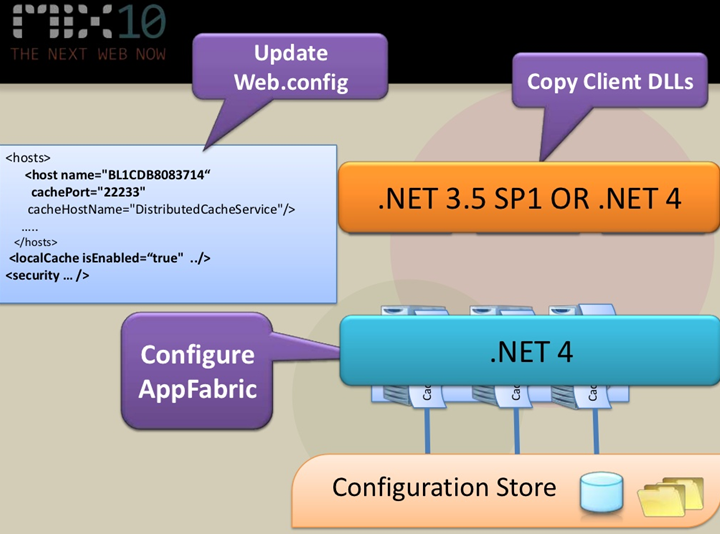 MIX10
THE NEXT WEB NOW
Update
Web.config
Copy Client DLLs
<hosts>
<host name="BL1CDB8083714“
cachePort="22233"
cacheHostName="DistributedCacheService"/>
…..
</hosts>
<localCache isEnabled=“true" ../>
<security … />
.NET 3.5 SP1 OR .NET 4
Configure
AppFabric
.NET 4
Configuration Store